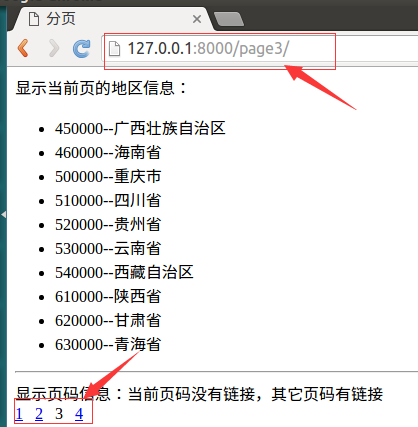 分页
127.0.0.1:8000/page3/
显示当前页的地区信息：
450000--广西壮族自治区
460000--海南省
500000--重庆市
510000--四川省
520000--贵州省
530000--云南省
540000--西藏自治区
610000--陕西省
620000--甘肃省
630000--青海省
显示页码信息：当前页码没有链接，其它页码有链接
1 2 3 4